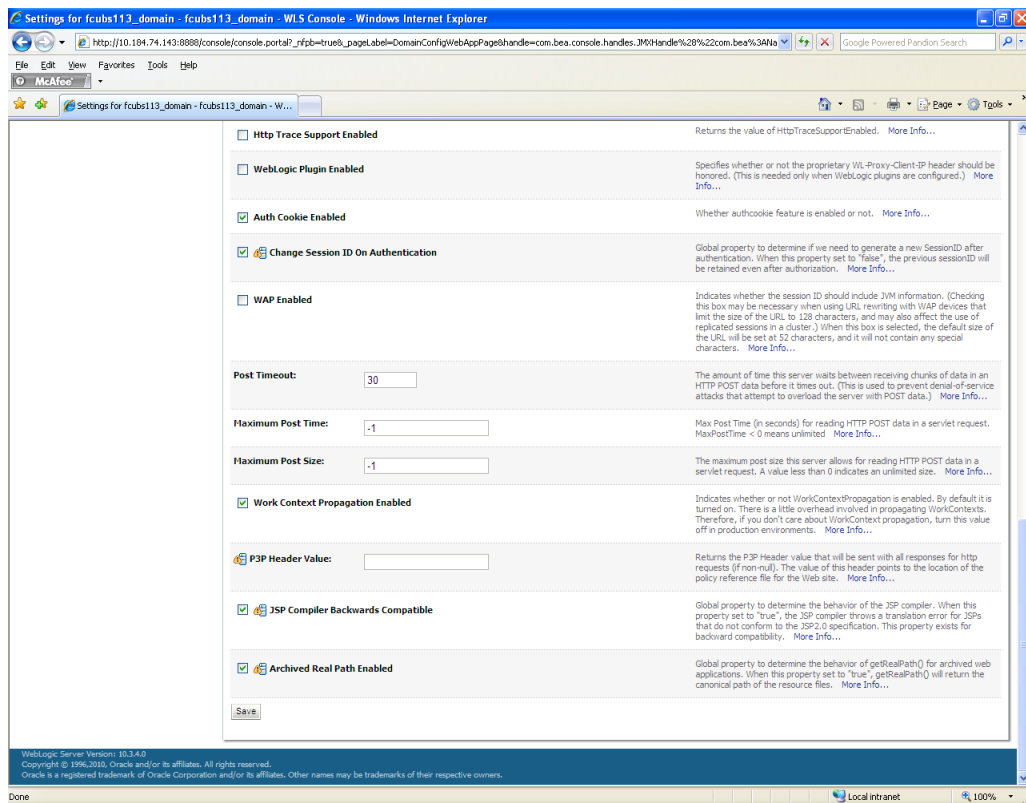 Settings for fcubs113_domain - fcubs113_domain - WLS Console - Windows Internet Explorer
http://10.184.74.143:8888/console/console.portal?_nfpb=true&_pageLabel=DomainConfigWebAppPage&handle=com.bea.console.handles.JMXHandle%28%22com.bea%3ANa
Google Powered Pandion Search
File Edit View Favorites Tools Help
McAfee
Settings for fcubs113_domain - fcubs113_domain - W...
Page Tools
Http Trace Support Enabled
Returns the value of HttpTraceSupportEnabled. More Info...
WebLogic Plugin Enabled
Specifies whether or not the proprietary WL-Proxy-Client-IP header should be
honored. (This is needed only when WebLogic plugins are configured.) More
Info...
Auth Cookie Enabled
Whether authcookie feature is enabled or not. More Info...
Change Session ID On Authentication
Global property to determine if we need to generate a new SessionID after
authentication. When this property set to "false", the previous sessionID will
be retained even after authorization. More Info...
WAP Enabled
Indicates whether the session ID should include JVM information. (Checking
this box may be necessary when using URL rewriting with WAP devices that
limit the size of the URL to 128 characters, and may also affect the use of
replicated sessions in a cluster.) When this box is selected, the default size of
the URL will be set at 52 characters, and it will not contain any special
characters. More Info...
Post Timeout:
30
The amount of time this server waits between receiving chunks of data in an
HTTP POST data before it times out. (This is used to prevent denial-of-service
attacks that attempt to overload the server with POST data.) More Info...
Maximum Post Time:
-1
Max Post Time (in seconds) for reading HTTP POST data in a servlet request.
MaxPostTime < 0 means unlimited More Info...
Maximum Post Size:
-1
The maximum post size this server allows for reading HTTP POST data in a
servlet request. A value less than 0 indicates an unlimited size. More Info...
Work Context Propagation Enabled
Indicates whether or not WorkContextPropagation is enabled. By default it is
turned on. There is a little overhead involved in propagating WorkContexts.
Therefore, if you don't care about WorkContext propagation, turn this value
off in production environments. More Info...
P3P Header Value:
Returns the P3P Header value that will be sent with all responses for http
requests (if non-null). The value of this header points to the location of the
policy reference file for the Web site. More Info...
JSP Compiler Backwards Compatible
Global property to determine the behavior of the JSP compiler. When this
property set to "true", the JSP compiler throws a translation error for JSPs
that do not conform to the JSP2.0 specification. This property exists for
backward compatibility. More Info...
Archived Real Path Enabled
Global property to determine the behavior of getRealPath() for archived web
applications. When this property set to "true", getRealPath() will return the
canonical path of the resource files. More Info...
Save
WebLogic Server Version: 10.3.4.0
Copyright © 1996,2010, Oracle and/or its affiliates. All rights reserved.
Oracle is a registered trademark of Oracle Corporation and/or its affiliates. Other names may be trademarks of their respective owners.
Done
Local intranet
100%